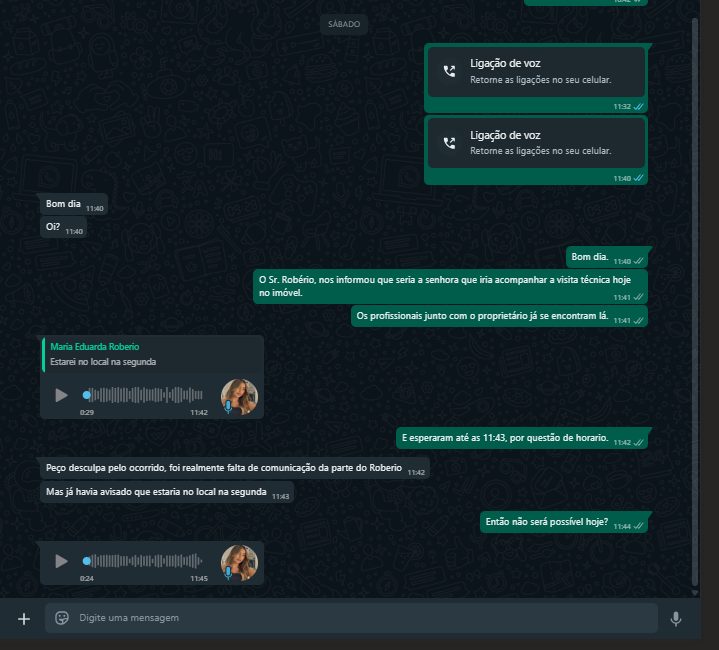 SÁBADO
Ligação de voz
Retorne as ligações no seu celular.
11:32
Ligação de voz
Retorne as ligações no seu celular.
11:40
Bom dia 11:40
Oi? 11:40
Bom dia. 11:40
O Sr. Robério, nos informou que seria a senhora que iria acompanhar a visita técnica hoje
no imóvel. 11:41
Os profissionais junto com o proprietário já se encontram lá. 11:41
Maria Eduarda Roberio
Estarei no local na segunda
0:29 11:42
E esperaram até as 11:43, por questão de horario. 11:42
Peço desculpa pelo ocorrido, foi realmente falta de comunicação da parte do Roberio 11:42
Mas já havia avisado que estaria no local na segunda 11:43
Então não será possível hoje? 11:44
0:24 11:45
Digite uma mensagem